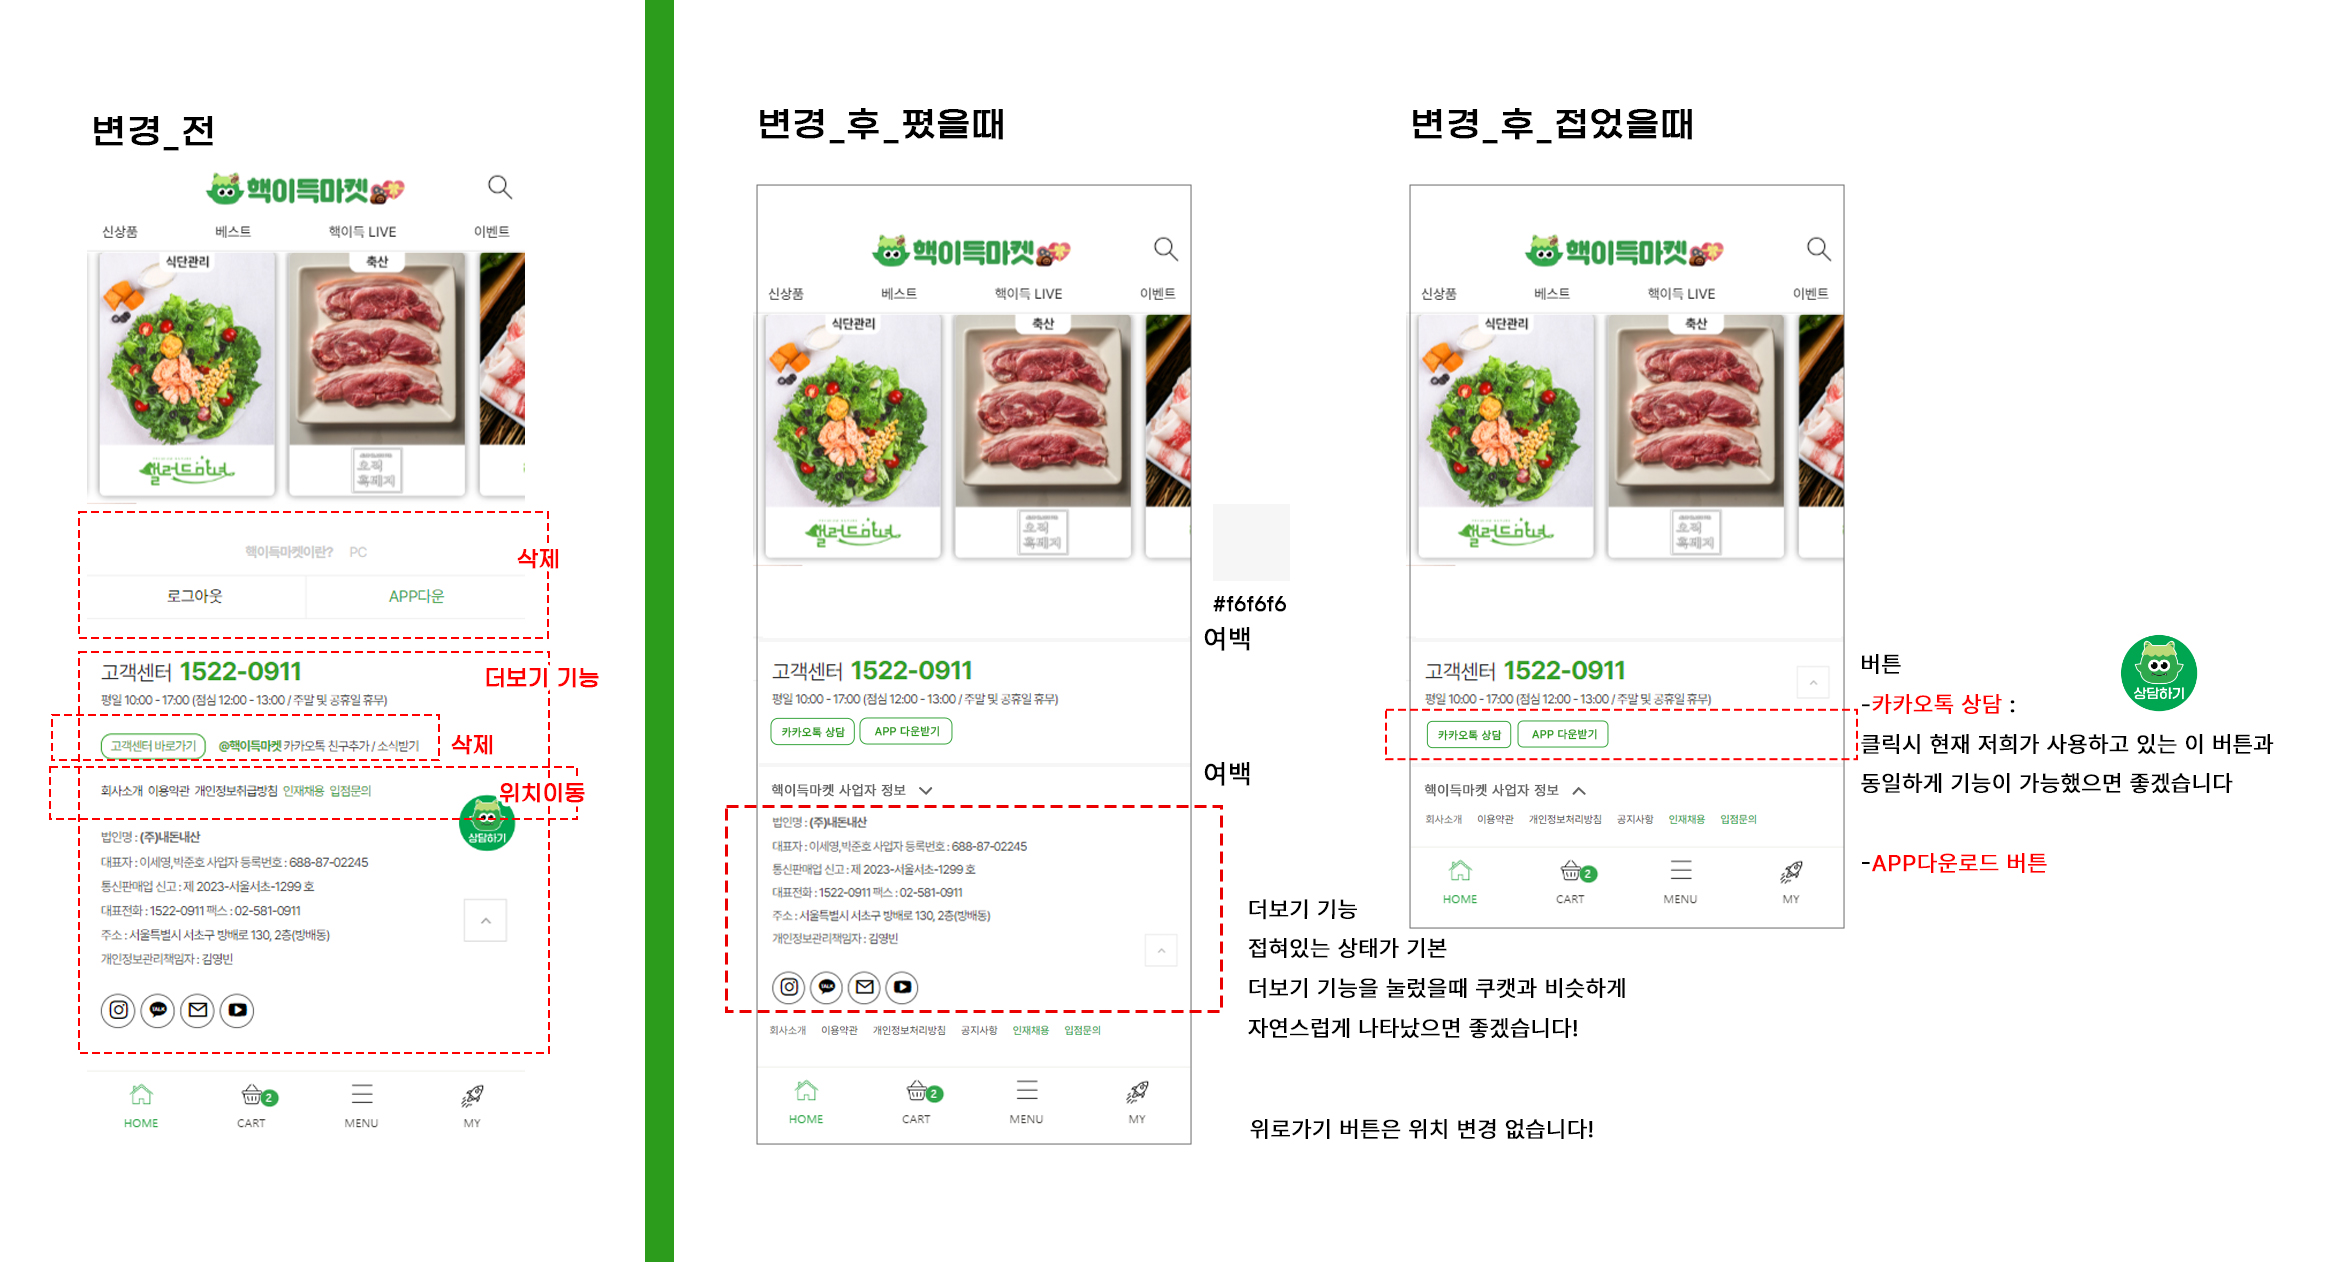 변경_전
핵이득마켓
신상품 베스트 핵이득 LIVE 이벤트
식단관리 축산
샐러드마녀 오직 흑돼지
핵이득마켓이란? PC
삭제
로그아웃 APP다운
고객센터 1522-0911
더보기 기능
평일 10:00 - 17:00 (점심 12:00 - 13:00 / 주말 및 공휴일 휴무)
고객센터 바로가기 @핵이득마켓 카카오톡 친구추가 / 소식받기
삭제
회사소개 이용약관 개인정보취급방침 인재채용 입점문의
위치이동
상담하기
법인명 : (주)내돈내산
대표자 : 이세영,박준호 사업자 등록번호 : 688-87-02245
통신판매업 신고 : 제 2023-서울서초-1299 호
대표전화 : 1522-0911 팩스 : 02-581-0911
주소 : 서울특별시 서초구 방배로 130, 2층(방배동)
개인정보관리책임자 : 김영빈
TALK
HOME CART 2 MENU MY
변경_후_폈을때
핵이득마켓
신상품 베스트 핵이득 LIVE 이벤트
식단관리 축산
샐러드마녀 오직 흑돼지
#f6f6f6
여백
고객센터 1522-0911
평일 10:00 - 17:00 (점심 12:00 - 13:00 / 주말 및 공휴일 휴무)
카카오톡 상담 APP 다운받기
여백
핵이득마켓 사업자 정보
법인명 : (주)내돈내산
대표자 : 이세영,박준호 사업자 등록번호 : 688-87-02245
통신판매업 신고 : 제 2023-서울서초-1299 호
대표전화 : 1522-0911 팩스 : 02-581-0911
주소 : 서울특별시 서초구 방배로 130, 2층(방배동)
개인정보관리책임자 : 김영빈
TALK
회사소개 이용약관 개인정보처리방침 공지사항 인재채용 입점문의
HOME CART 2 MENU MY
더보기 기능
접혀있는 상태가 기본
더보기 기능을 눌렀을때 쿠캣과 비슷하게
자연스럽게 나타났으면 좋겠습니다!
위로가기 버튼은 위치 변경 없습니다!
변경_후_접었을때
핵이득마켓
신상품 베스트 핵이득 LIVE 이벤트
식단관리 축산
샐러드마녀 오직 흑돼지
고객센터 1522-0911
평일 10:00 - 17:00 (점심 12:00 - 13:00 / 주말 및 공휴일 휴무)
카카오톡 상담 APP 다운받기
핵이득마켓 사업자 정보
회사소개 이용약관 개인정보처리방침 공지사항 인재채용 입점문의
HOME CART 2 MENU MY
버튼
-카카오톡 상담 :
상담하기
클릭시 현재 저희가 사용하고 있는 이 버튼과
동일하게 기능이 가능했으면 좋겠습니다
-APP다운로드 버튼